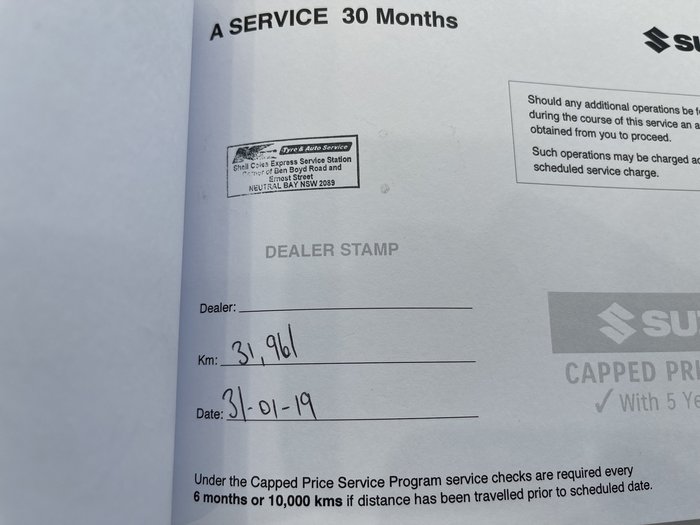 A SERVICE 30 Months
SU
Should any additional operations be f
during the course of this service an a
obtained from you to proceed.
Such operations may be charged ad
scheduled service charge.
Tyre & Auto Service
Shell Coles Express Service Station
Corner of Ben Boyd Road and
Ernost Street
NEUTRAL BAY NSW 2089
DEALER STAMP
Dealer:
Km: 31,961
Date: 31-01-19
SU
CAPPED PRI
✓ With 5 Ye
Under the Capped Price Service Program service checks are required every
6 months or 10,000 kms if distance has been travelled prior to scheduled date.